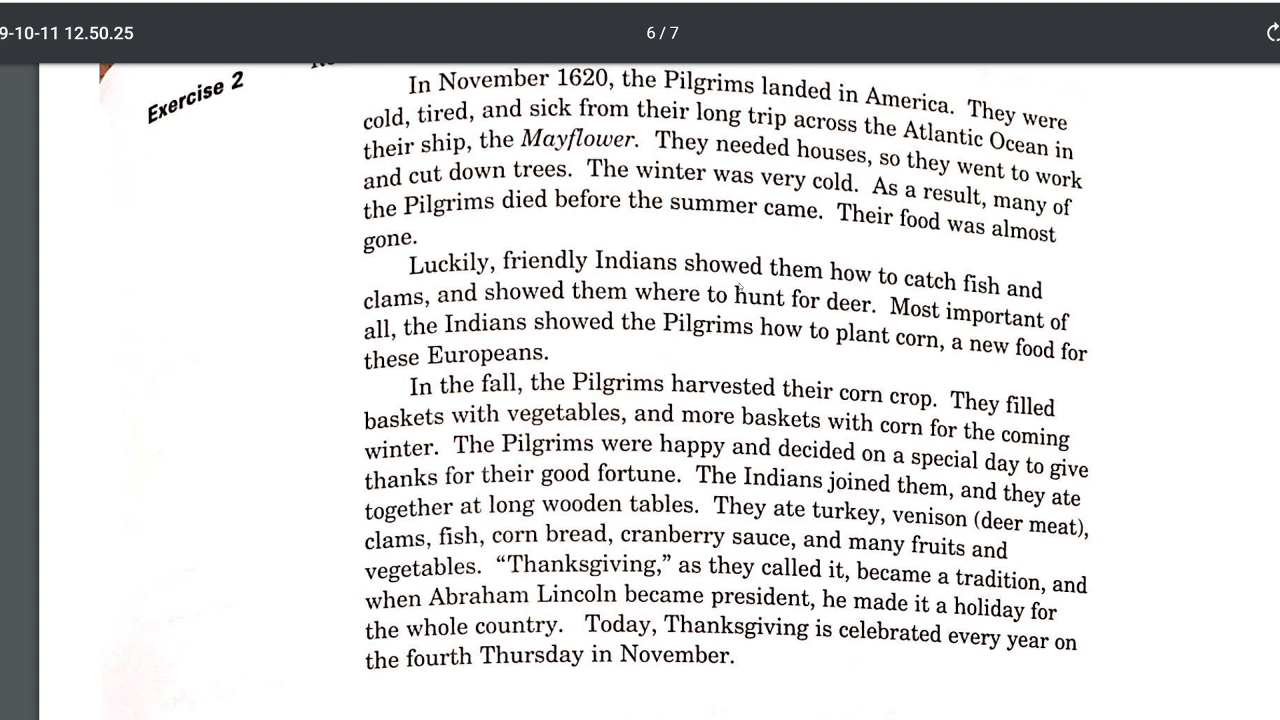 9-10-11 12.50.25
6 / 7
Exercise 2
In November 1620, the Pilgrims landed in America. They were
cold, tired, and sick from their long trip across the Atlantic Ocean in
their ship, the Mayflower. They needed houses, so they went to work
and cut down trees. The winter was very cold. As a result, many of
the Pilgrims died before the summer came. Their food was almost
gone.
Luckily, friendly Indians showed them how to catch fish and
clams, and showed them where to hunt for deer. Most important of
all, the Indians showed the Pilgrims how to plant corn, a new food for
these Europeans.
In the fall, the Pilgrims harvested their corn crop. They filled
baskets with vegetables, and more baskets with corn for the coming
winter. The Pilgrims were happy and decided on a special day to give
thanks for their good fortune. The Indians joined them, and they ate
together at long wooden tables. They ate turkey, venison (deer meat),
clams, fish, corn bread, cranberry sauce, and many fruits and
vegetables. “Thanksgiving,” as they called it, became a tradition, and
when Abraham Lincoln became president, he made it a holiday for
the whole country. Today, Thanksgiving is celebrated every year on
the fourth Thursday in November.